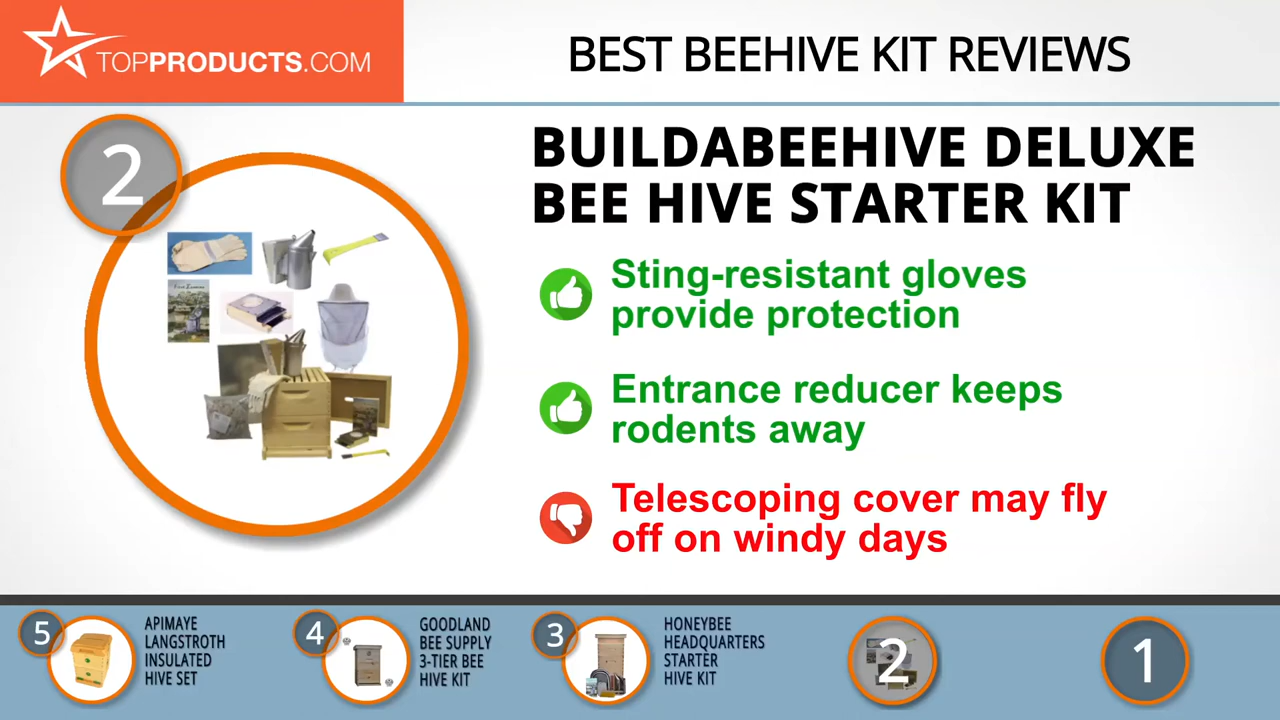 TOPPRODUCTS.COM
BEST BEEHIVE KIT REVIEWS
2
BUILDABEEHIVE DELUXE
BEE HIVE STARTER KIT
Sting-resistant gloves
provide protection
Entrance reducer keeps
rodents away
Telescoping cover may fly
off on windy days
5
APIMAYE
LANGSTROTH
INSULATED
HIVE SET
4
GOODLAND
BEE SUPPLY
3-TIER BEE
HIVE KIT
3
HONEYBEE
HEADQUARTERS
STARTER
HIVE KIT
2
1